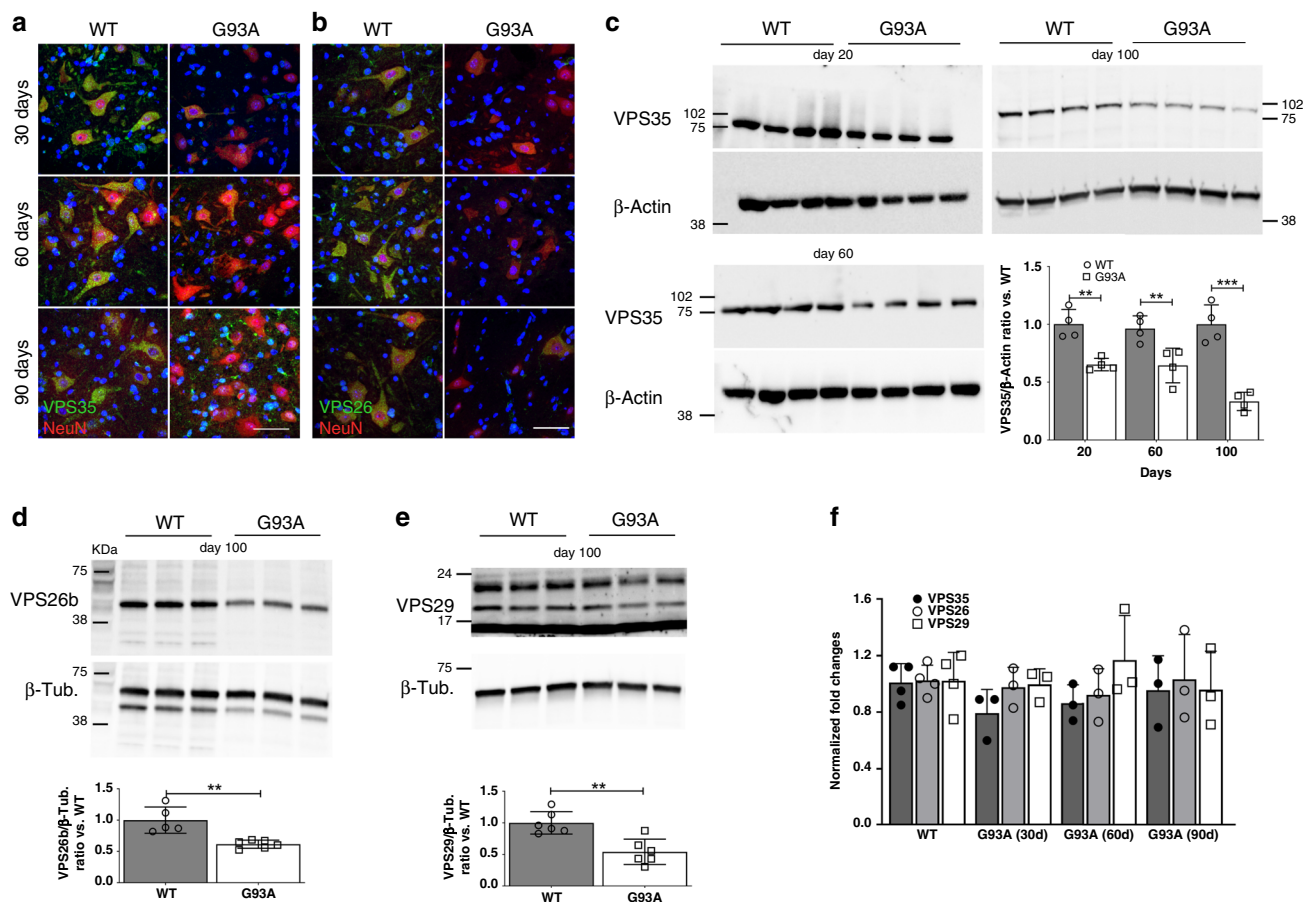 a
WT
G93A
30 days
60 days
90 days
VPS35
NeuN
b
WT
G93A
VPS26
NeuN
c
WT
G93A
day 20
VPS35
102
75
β-Actin
38
WT
G93A
day 100
102
75
38
day 60
VPS35
102
75
β-Actin
38
VPS35/β-Actin ratio vs. WT
WT
G93A
**
**
***
1.5
1.0
0.5
0.0
20
60
100
Days
d
WT
G93A
KDa
day 100
75
VPS26b
38
75
β-Tub.
38
VPS26b/β-Tub.
ratio vs. WT
1.5
1.0
0.5
0.0
**
WT
G93A
e
WT
G93A
day 100
24
VPS29
17
75
β-Tub.
VPS29/β-Tub.
ratio vs. WT
1.5
1.0
0.5
0.0
**
WT
G93A
f
VPS35
VPS26
VPS29
Normalized fold changes
1.6
1.2
0.8
0.4
0
WT
G93A (30d)
G93A (60d)
G93A (90d)